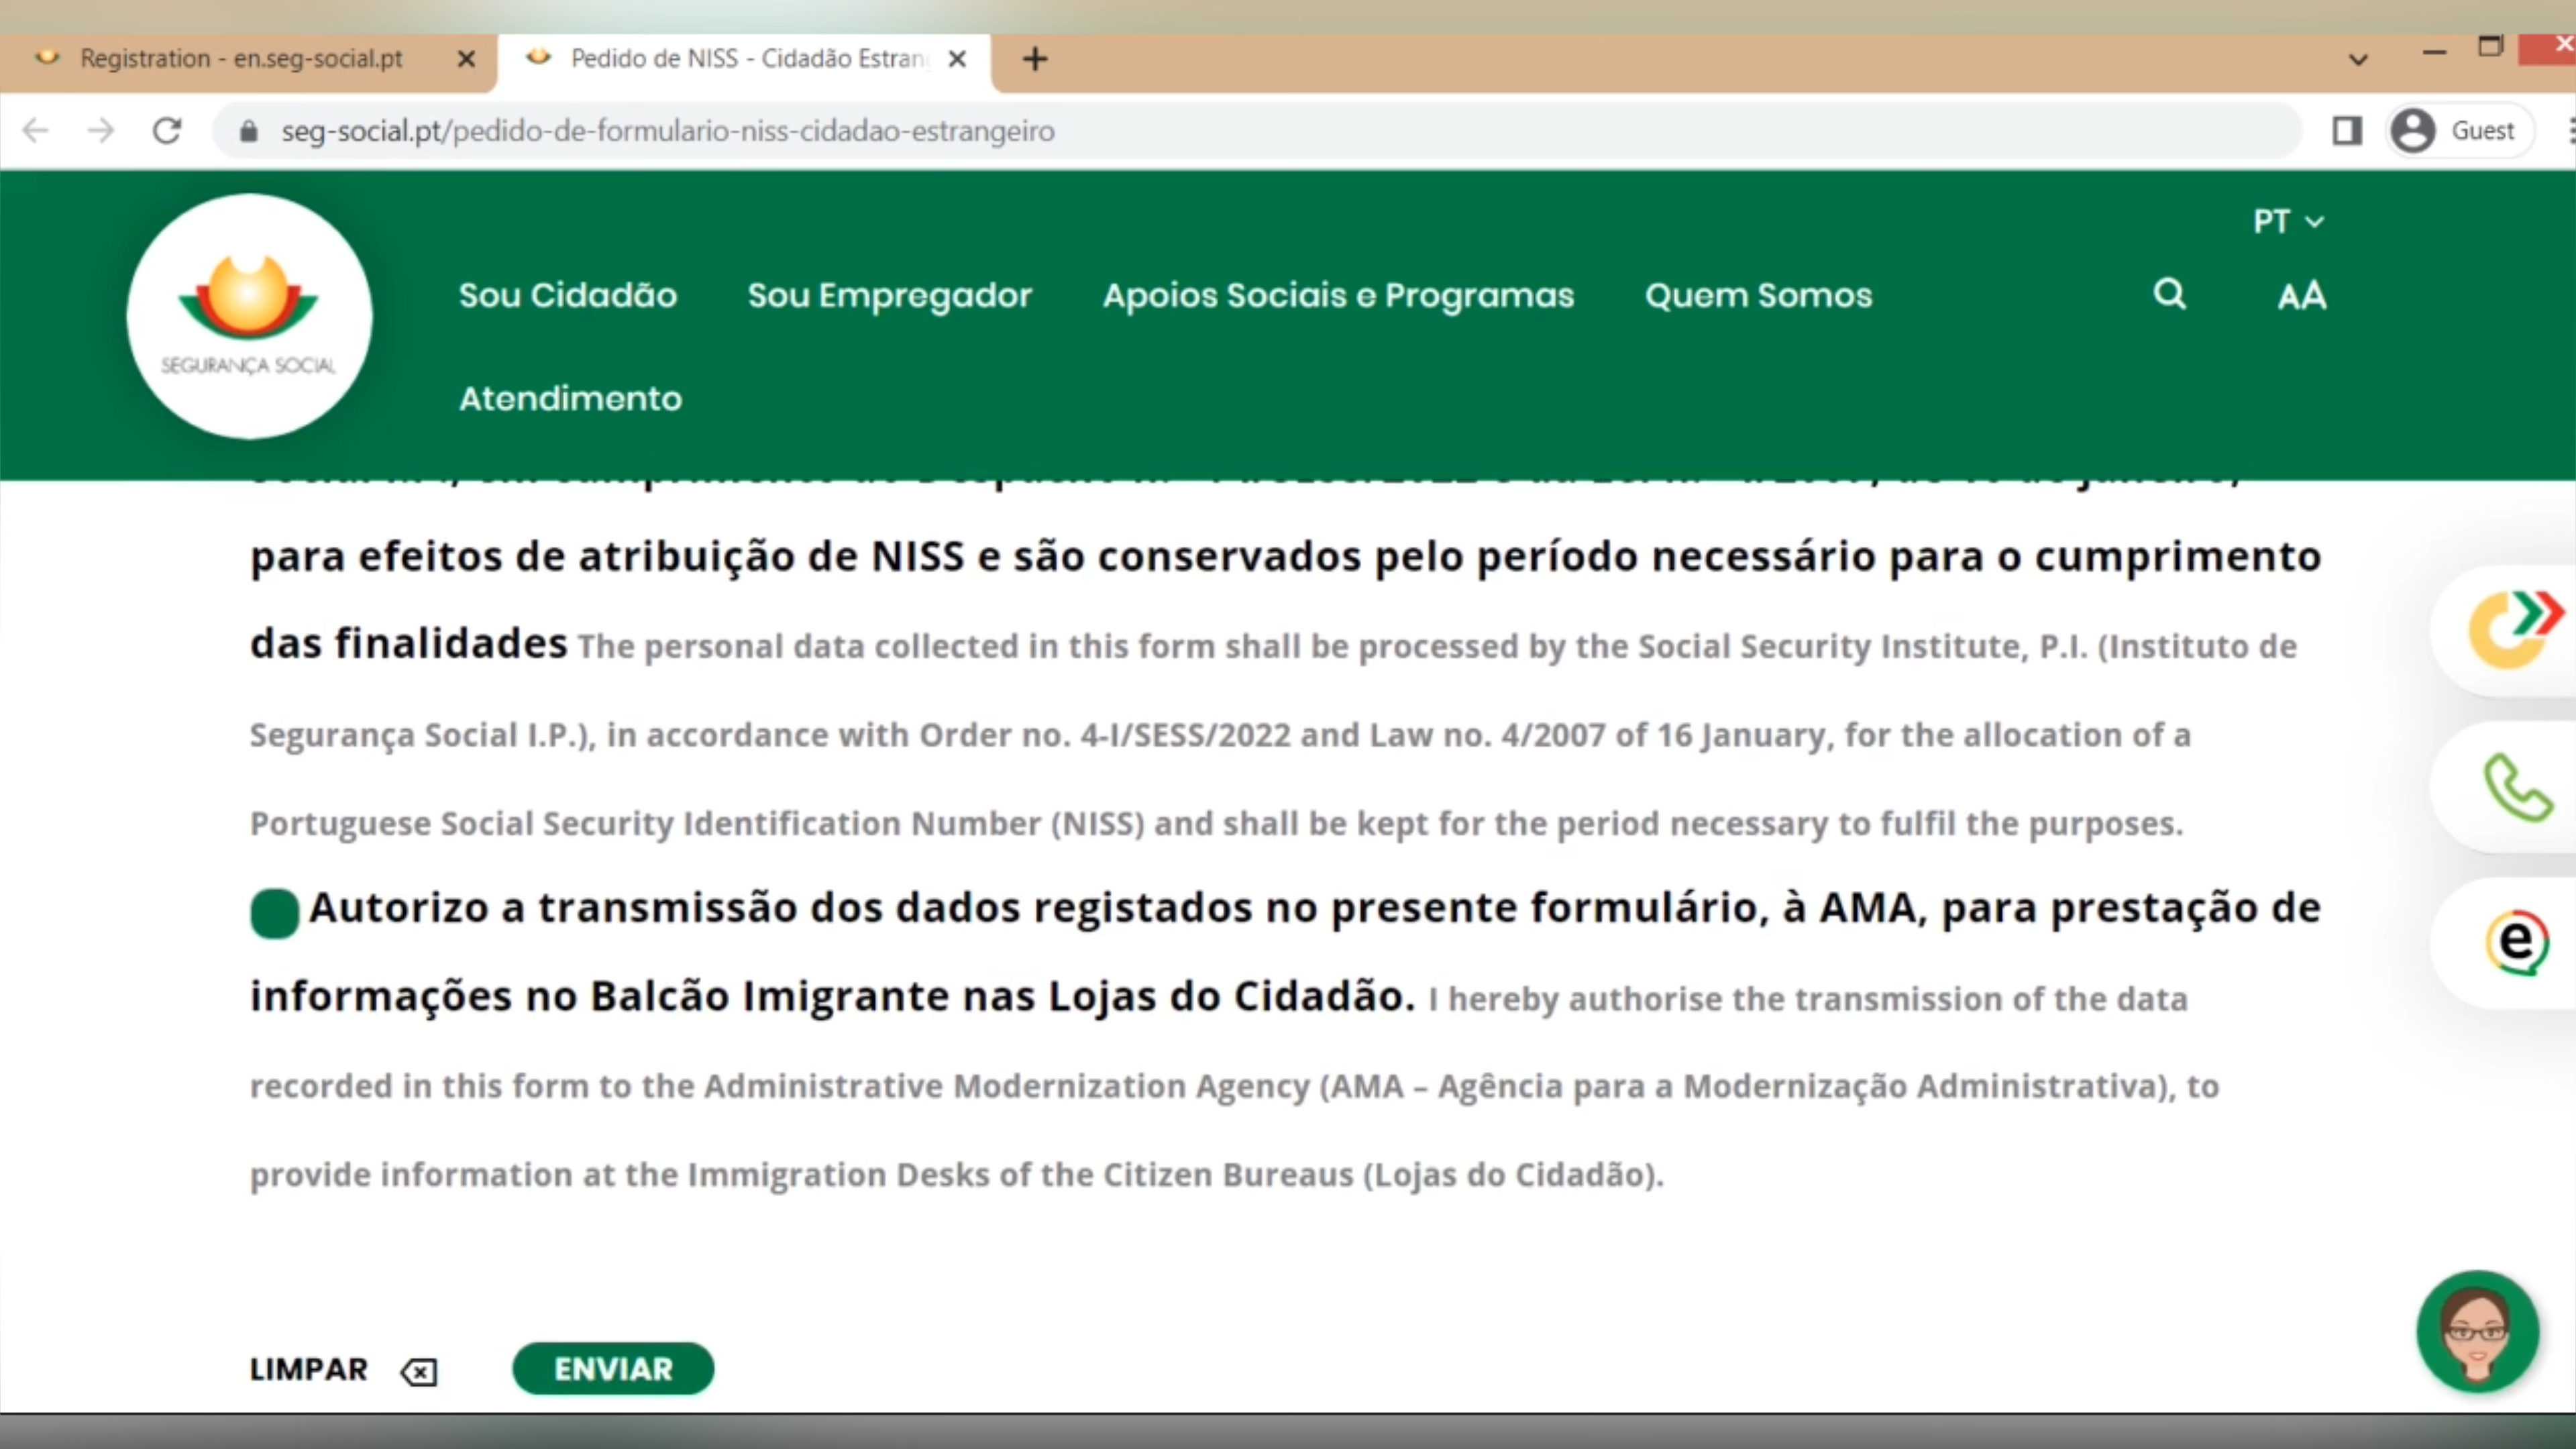 Registration - en.seg-social.pt
Pedido de NISS - Cidadão Estran
seg-social.pt/pedido-de-formulario-niss-cidadao-estrangeiro
Guest
PT
SEGURANÇA SOCIAL
Sou Cidadão Sou Empregador Apoios Sociais e Programas Quem Somos
AA
Atendimento
para efeitos de atribuição de NISS e são conservados pelo período necessário para o cumprimento
das finalidades The personal data collected in this form shall be processed by the Social Security Institute, P.I. (Instituto de
Segurança Social I.P.), in accordance with Order no. 4-I/SESS/2022 and Law no. 4/2007 of 16 January, for the allocation of a
Portuguese Social Security Identification Number (NISS) and shall be kept for the period necessary to fulfil the purposes.
Autorizo a transmissão dos dados registados no presente formulário, à AMA, para prestação de
informações no Balcão Imigrante nas Lojas do Cidadão. I hereby authorise the transmission of the data
recorded in this form to the Administrative Modernization Agency (AMA – Agência para a Modernização Administrativa), to
provide information at the Immigration Desks of the Citizen Bureaus (Lojas do Cidadão).
e
LIMPAR ENVIAR